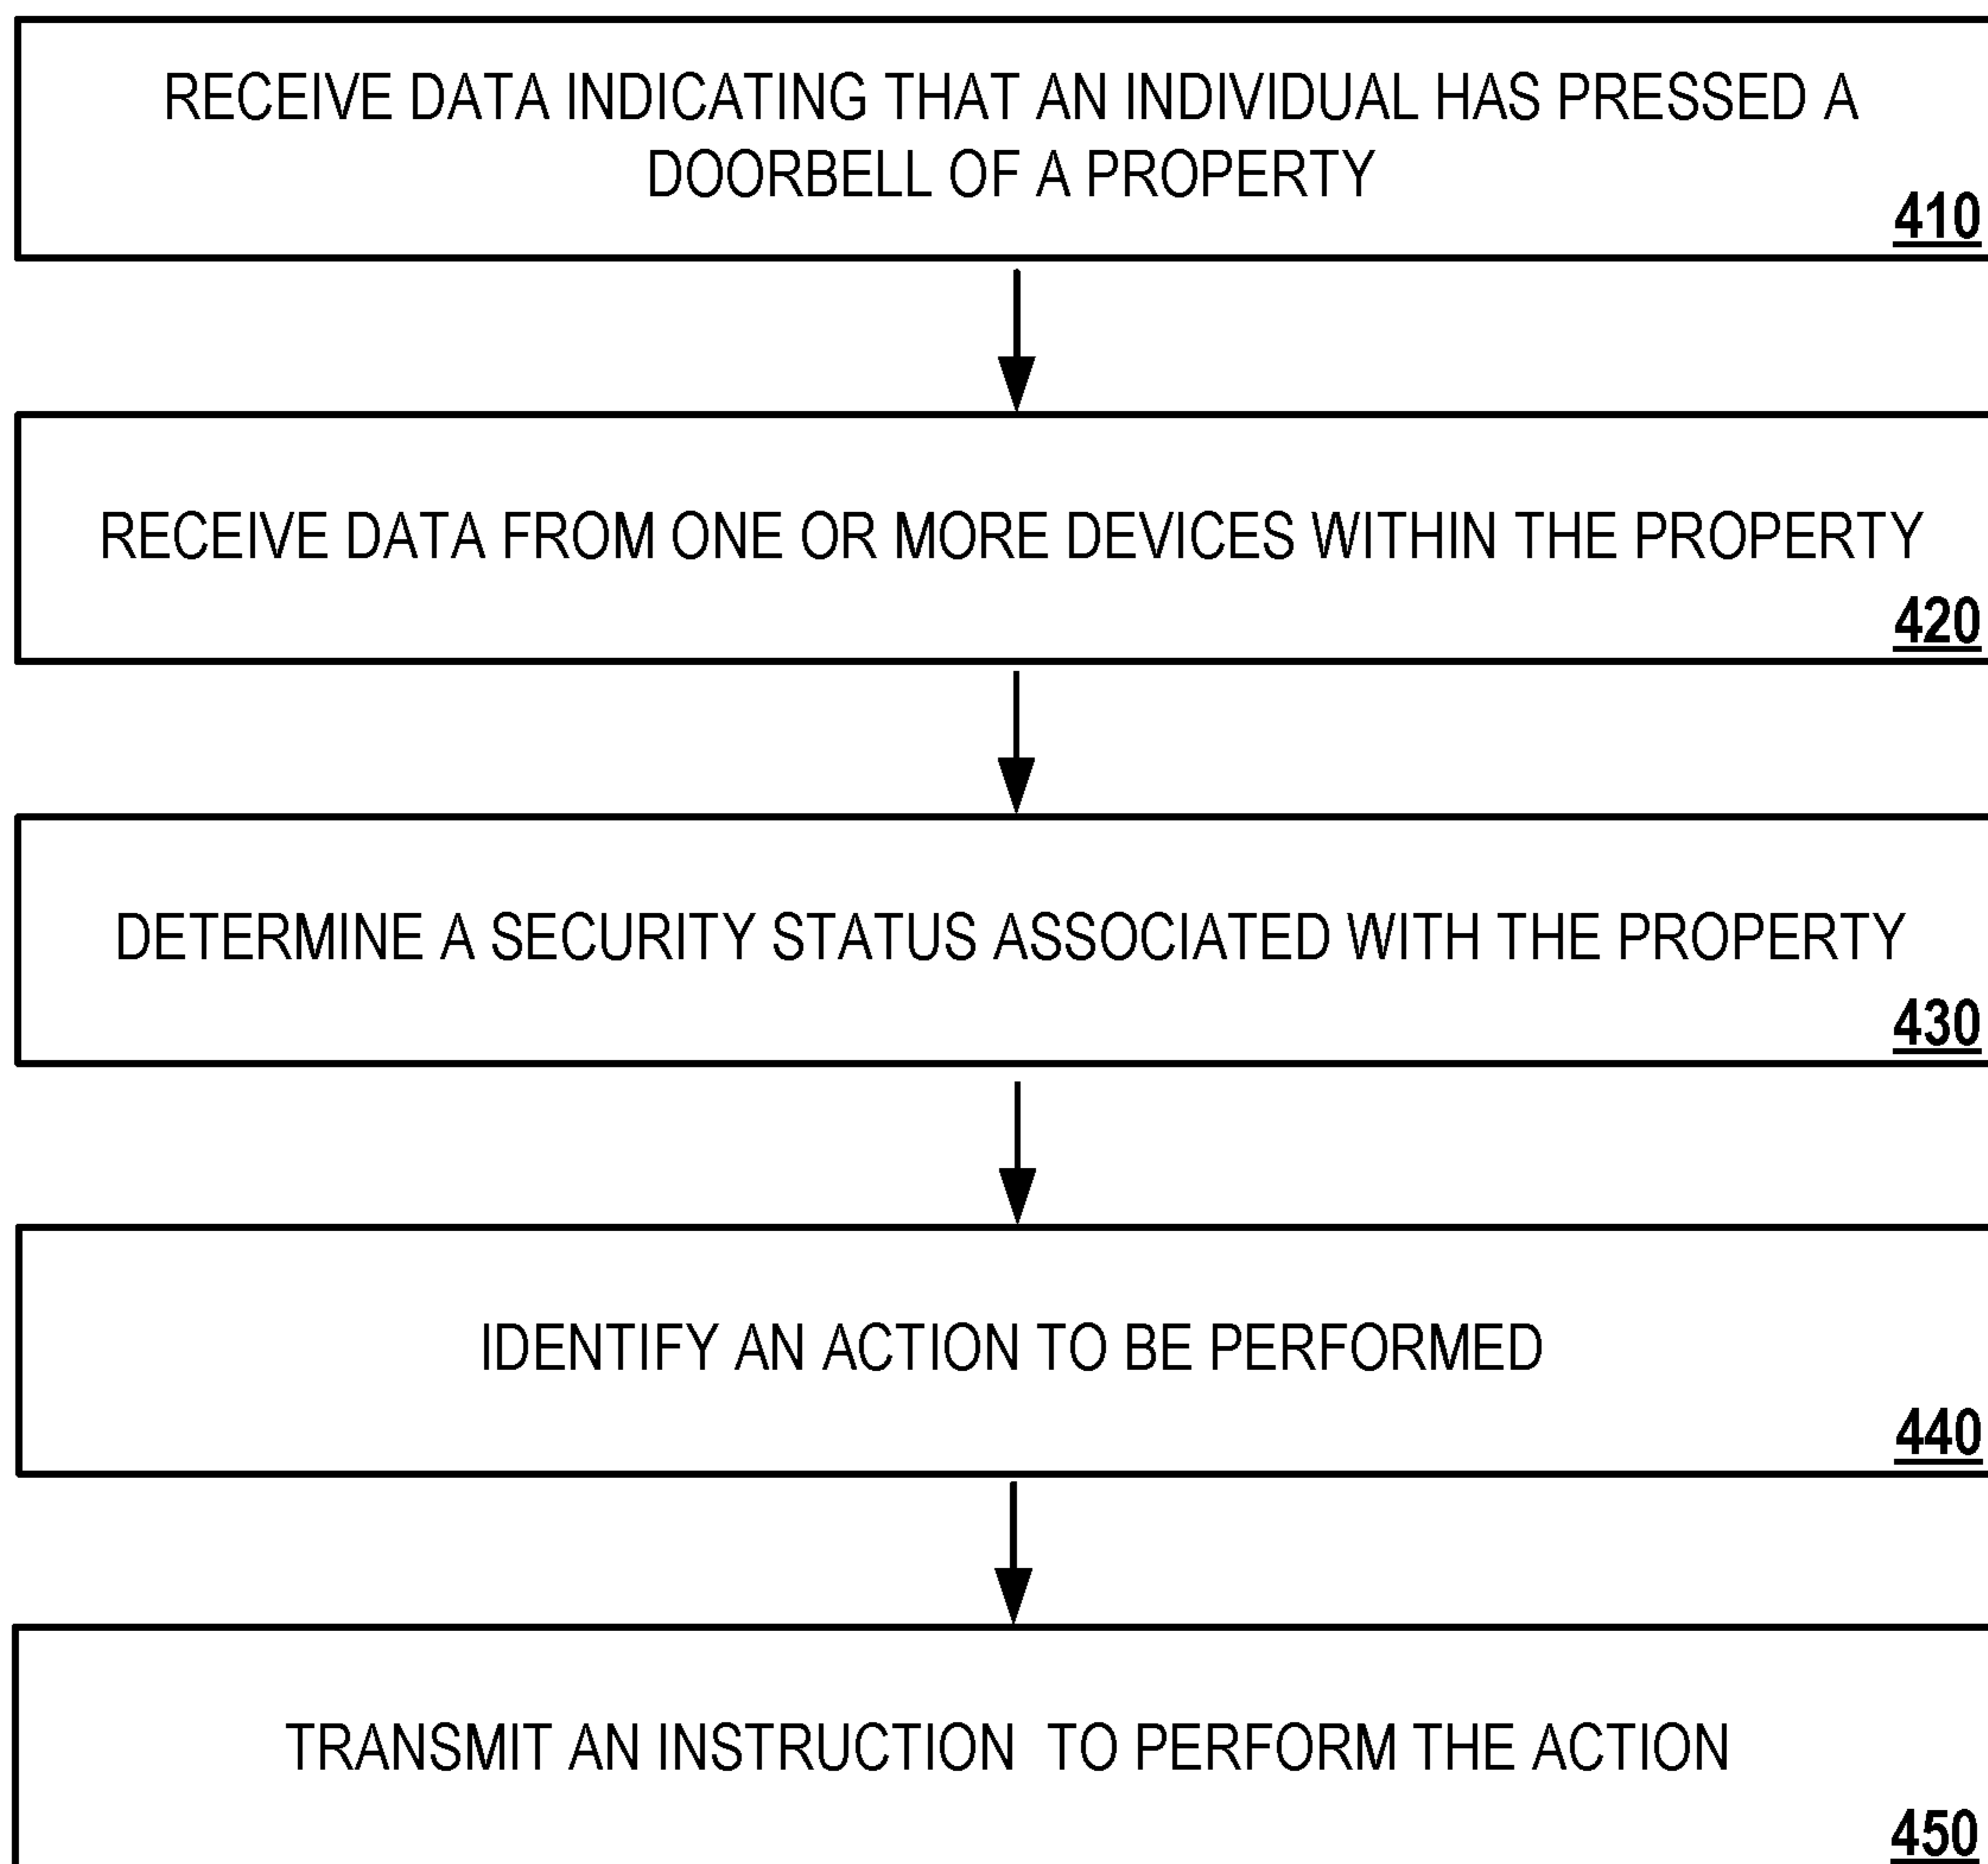 RECEIVE DATA INDICATING THAT AN INDIVIDUAL HAS PRESSED A
DOORBELL OF A PROPERTY
410
RECEIVE DATA FROM ONE OR MORE DEVICES WITHIN THE PROPERTY
420
DETERMINE A SECURITY STATUS ASSOCIATED WITH THE PROPERTY
430
IDENTIFY AN ACTION TO BE PERFORMED
440
TRANSMIT AN INSTRUCTION TO PERFORM THE ACTION
450